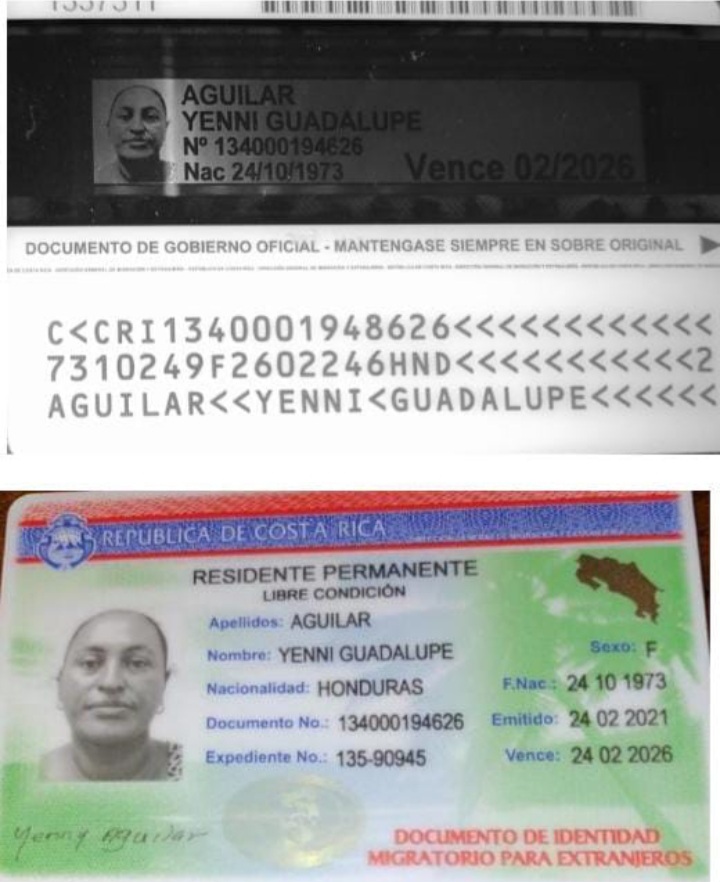 AGUILAR
YENNI GUADALUPE
Nº 134000194626
Nac 24/10/1973 Vence 02/2026
DOCUMENTO DE GOBIERNO OFICIAL - MANTENGASE SIEMPRE EN SOBRE ORIGINAL
C<CRI1340001948626<<<<<<<<<<<<
7310249F2602246HND<<<<<<<<<<<2
AGUILAR<<YENNI<GUADALUPE<<<<<<
REPUBLICA DE COSTA RICA
RESIDENTE PERMANENTE
LIBRE CONDICIÓN
Apellidos: AGUILAR
Nombre: YENNI GUADALUPE Sexo: F
Nacionalidad: HONDURAS F.Nac.: 24 10 1973
Documento No.: 134000194626 Emitido: 24 02 2021
Expediente No.: 135-90945 Vence: 24 02 2026
Yenny Aguilar
DOCUMENTO DE IDENTIDAD
MIGRATORIO PARA EXTRANJEROS